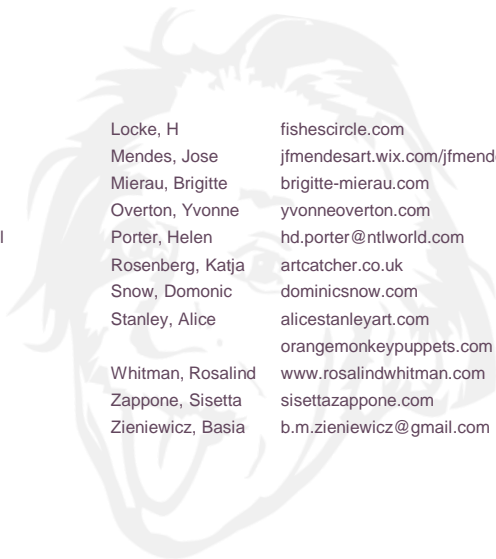 Locke, H fishescircle.com
Mendes, Jose jfmendesart.wix.com/jfmend
Mierau, Brigitte brigitte-mierau.com
Overton, Yvonne yvonneoverton.com
l Porter, Helen hd.porter@ntlworld.com
Rosenberg, Katja artcatcher.co.uk
Snow, Domonic dominicsnow.com
Stanley, Alice alicestanleyart.com
orangemonkeypuppets.com
Whitman, Rosalind www.rosalindwhitman.com
Zappone, Sisetta sisettazappone.com
Zieniewicz, Basia b.m.zieniewicz@gmail.com